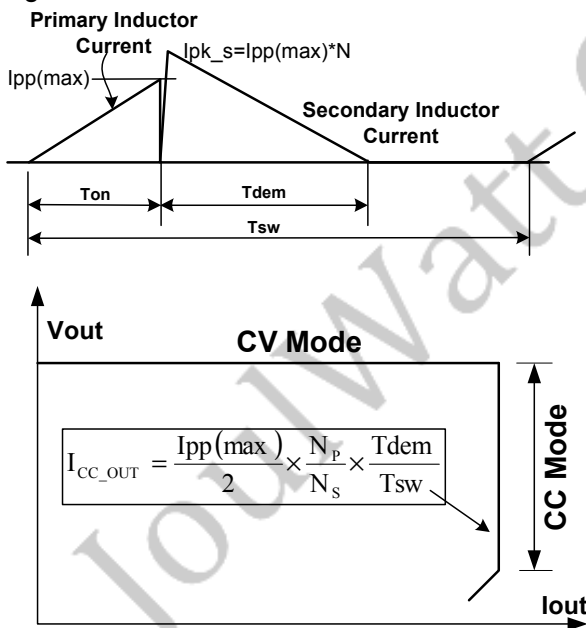 Primary Inductor
Current
Ipk_s=Ipp(max)*N
Ipp(max)
Secondary Inductor
Current
Ton
Tdem
Tsw
Vout
CV Mode
I_CC_OUT = Ipp(max)/2 × N_P/N_S × Tdem/Tsw
CC Mode
Iout
JoulWatt